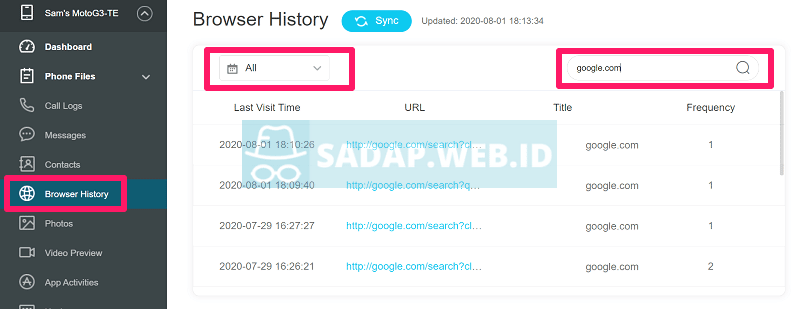 Sam's MotoG3-TE
Browser History
Sync
Updated: 2020-08-01 18:13:34
Dashboard
Phone Files
Call Logs
Messages
Contacts
Browser History
Photos
Video Preview
App Activities
All
google.com
Last Visit Time URL Title Frequency
2020-08-01 18:10:26 http://google.com/search?cl... google.com 1
2020-08-01 18:09:40 http://google.com/search?q... google.com 1
2020-07-29 16:27:27 http://google.com/search?cl... google.com 1
2020-07-29 16:26:21 http://google.com/search?cl... google.com 2
SADAP.WEB.ID